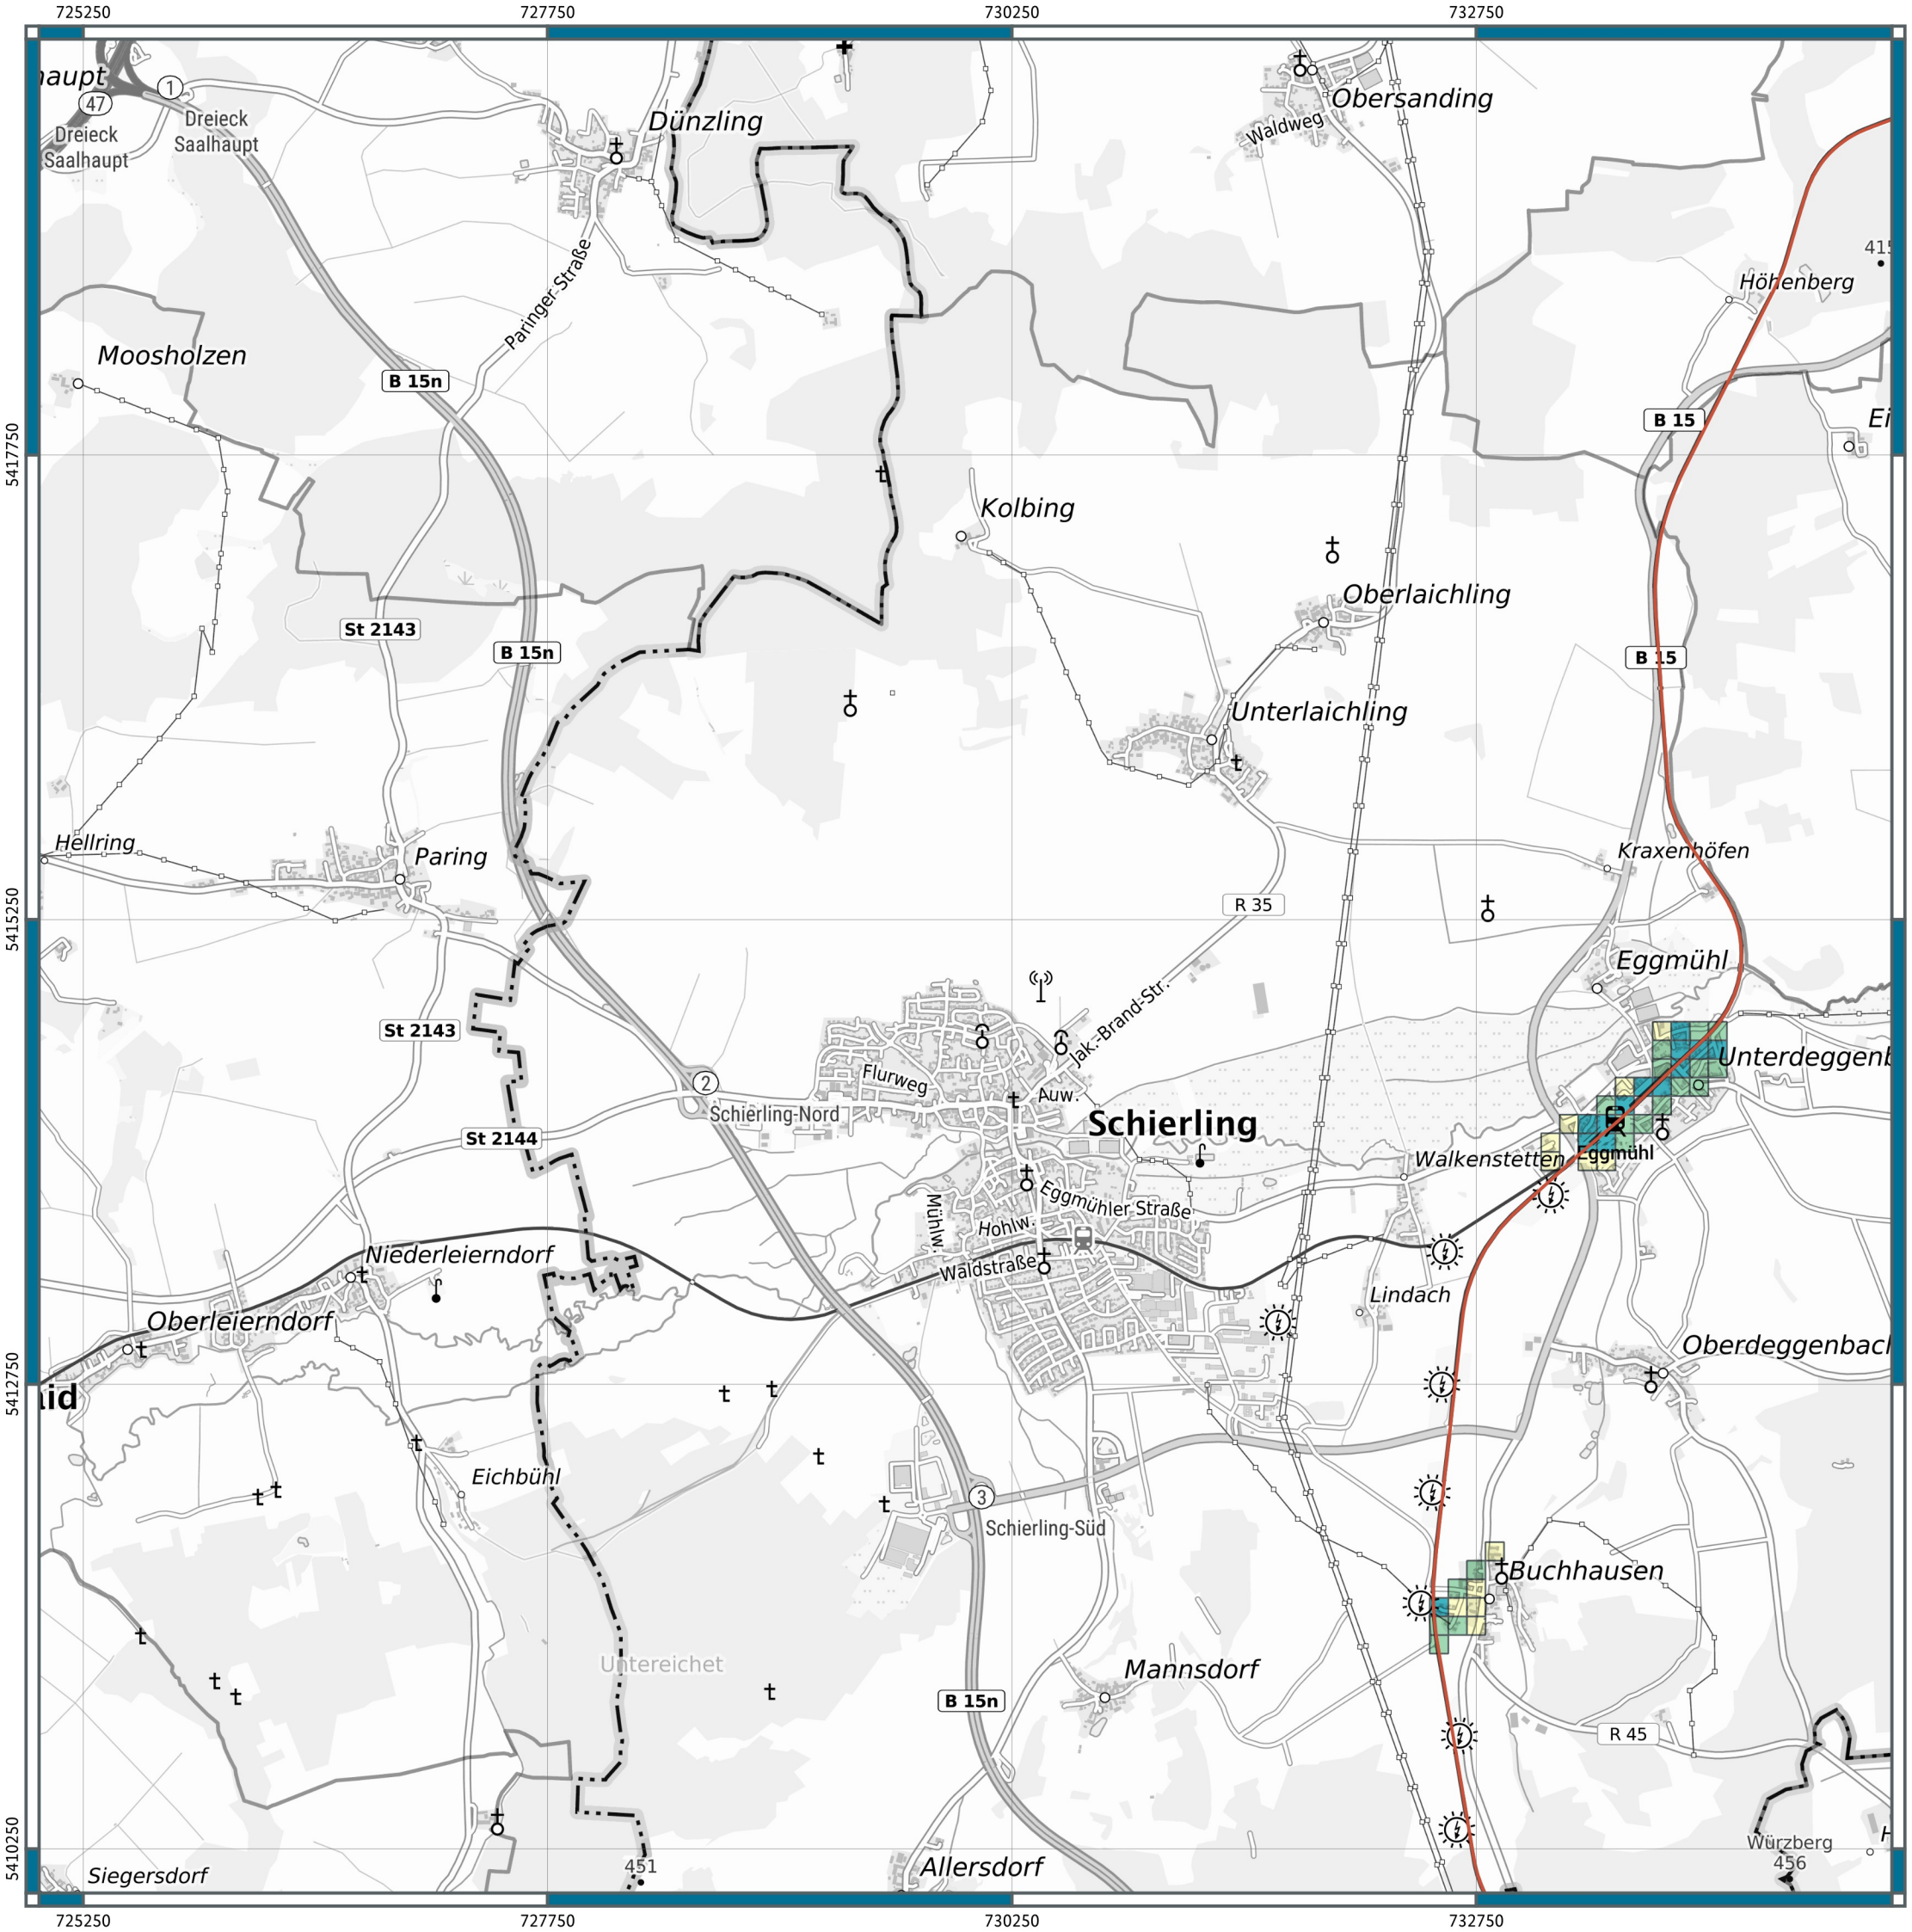 725250
727750
730250
732750
haupt
47
1
Dreieck
Saalhaupt
Dreieck
Saalhaupt
Dünzling
Obersanding
Waldweg
Paringer Straße
415
Höhenberg
Moosholzen
B 15n
B 15
Ei
5417750
Kolbing
Oberlaichling
St 2143
B 15n
B 15
Unterlaichling
Hellring
Paring
Kraxenhöfen
R 35
5415250
Eggmühl
St 2143
Jak.-Brand-Str.
Unterdeggenb
2
Flurweg
Auw.
Schierling-Nord
Schierling
St 2144
Walkenstetten
Eggmühl
Mühlw.
Eggmühler Straße
Hohlw.
Niederleierndorf
Waldstraße
Lindach
Oberleierndorf
Oberdeggenbach
5412750
id
Eichbühl
3
Schierling-Süd
Buchhausen
Untereichet
Mannsdorf
B 15n
R 45
5410250
Würzberg
456
H
Siegersdorf
451
Allersdorf
725250
727750
730250
732750